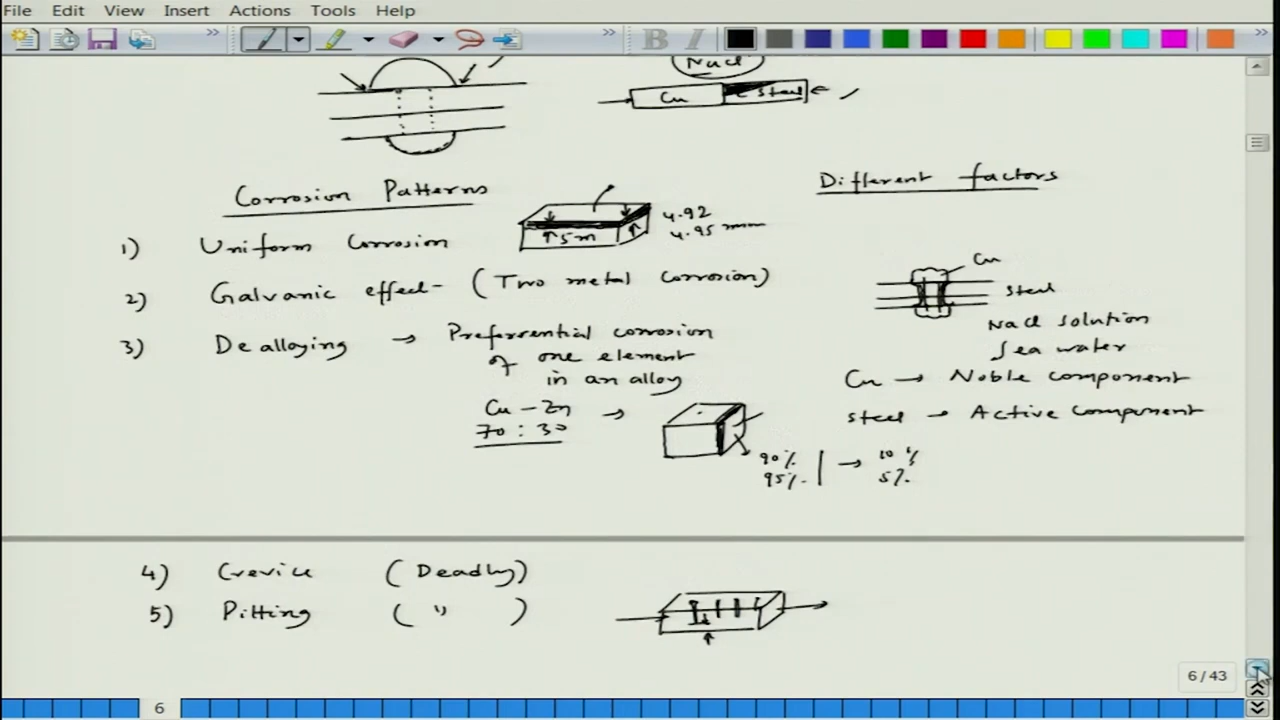 File Edit View Insert Actions Tools Help
B I
NaCl
Cu Steel
Corrosion Patterns
Different factors
1) Uniform Corrosion
5m
4.92
4.95 mm
2) Galvanic effect- (Two metal corrosion)
Cu
Steel
NaCl solution
Sea water
3) Dealloying → Preferential corrosion
of one element
in an alloy
Cu → Noble component
Steel → Active component
Cu - Zn →
70 : 30
90% → 10%
95% 5%
4) Crevice (Deadly)
5) Pitting ( " )
6 / 43
6